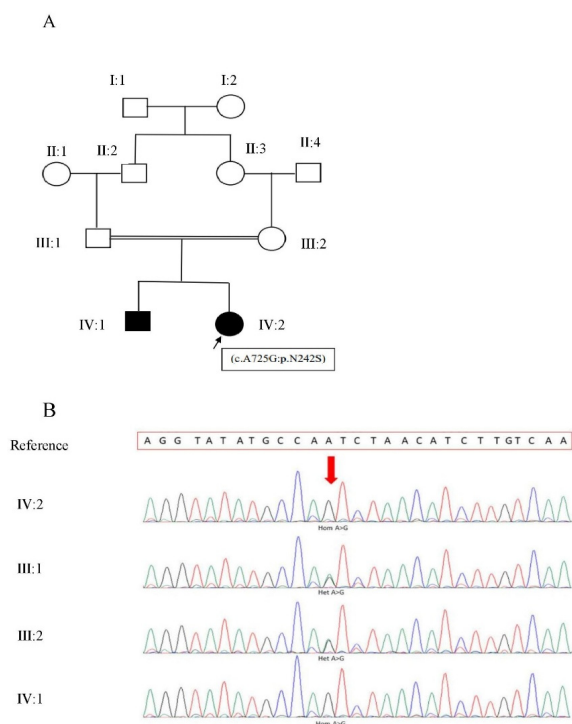 A
I:1
I:2
II:1
II:2
II:3
II:4
III:1
III:2
IV:1
IV:2
(c.A725G:p.N242S)
B
Reference
A G G T A T A T G C C A A T C T A A C A T C T T G T C A A
IV:2
Hom A>G
III:1
Het A>G
III:2
Het A>G
IV:1
Hom A>G